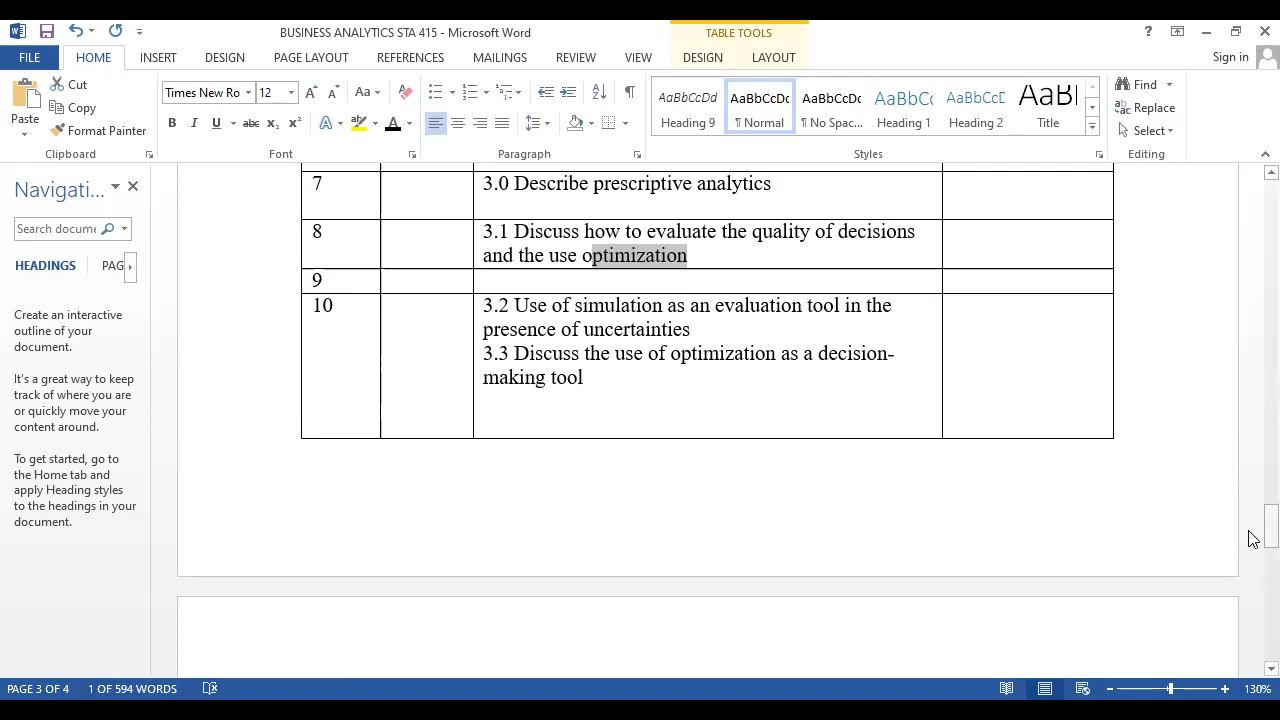 BUSINESS ANALYTICS STA 415 - Microsoft Word
TABLE TOOLS
?
FILE HOME INSERT DESIGN PAGE LAYOUT REFERENCES MAILINGS REVIEW VIEW DESIGN LAYOUT Sign in
Paste
Cut
Copy
Format Painter
Clipboard
Times New Ro 12
Font
Paragraph
AaBbCcDd Heading 9
AaBbCcDc ¶ Normal
AaBbCcDc ¶ No Spac...
AaBbCc Heading 1
AaBbCcD Heading 2
AaBl Title
Styles
Find
Replace
Select
Editing
Navigati...
Search docume
HEADINGS PAG
Create an interactive
outline of your
document.
It's a great way to keep
track of where you are
or quickly move your
content around.
To get started, go to
the Home tab and
apply Heading styles
to the headings in your
document.
7 3.0 Describe prescriptive analytics
8 3.1 Discuss how to evaluate the quality of decisions
and the use optimization
9
10 3.2 Use of simulation as an evaluation tool in the
presence of uncertainties
3.3 Discuss the use of optimization as a decision-
making tool
PAGE 3 OF 4 1 OF 594 WORDS 130%